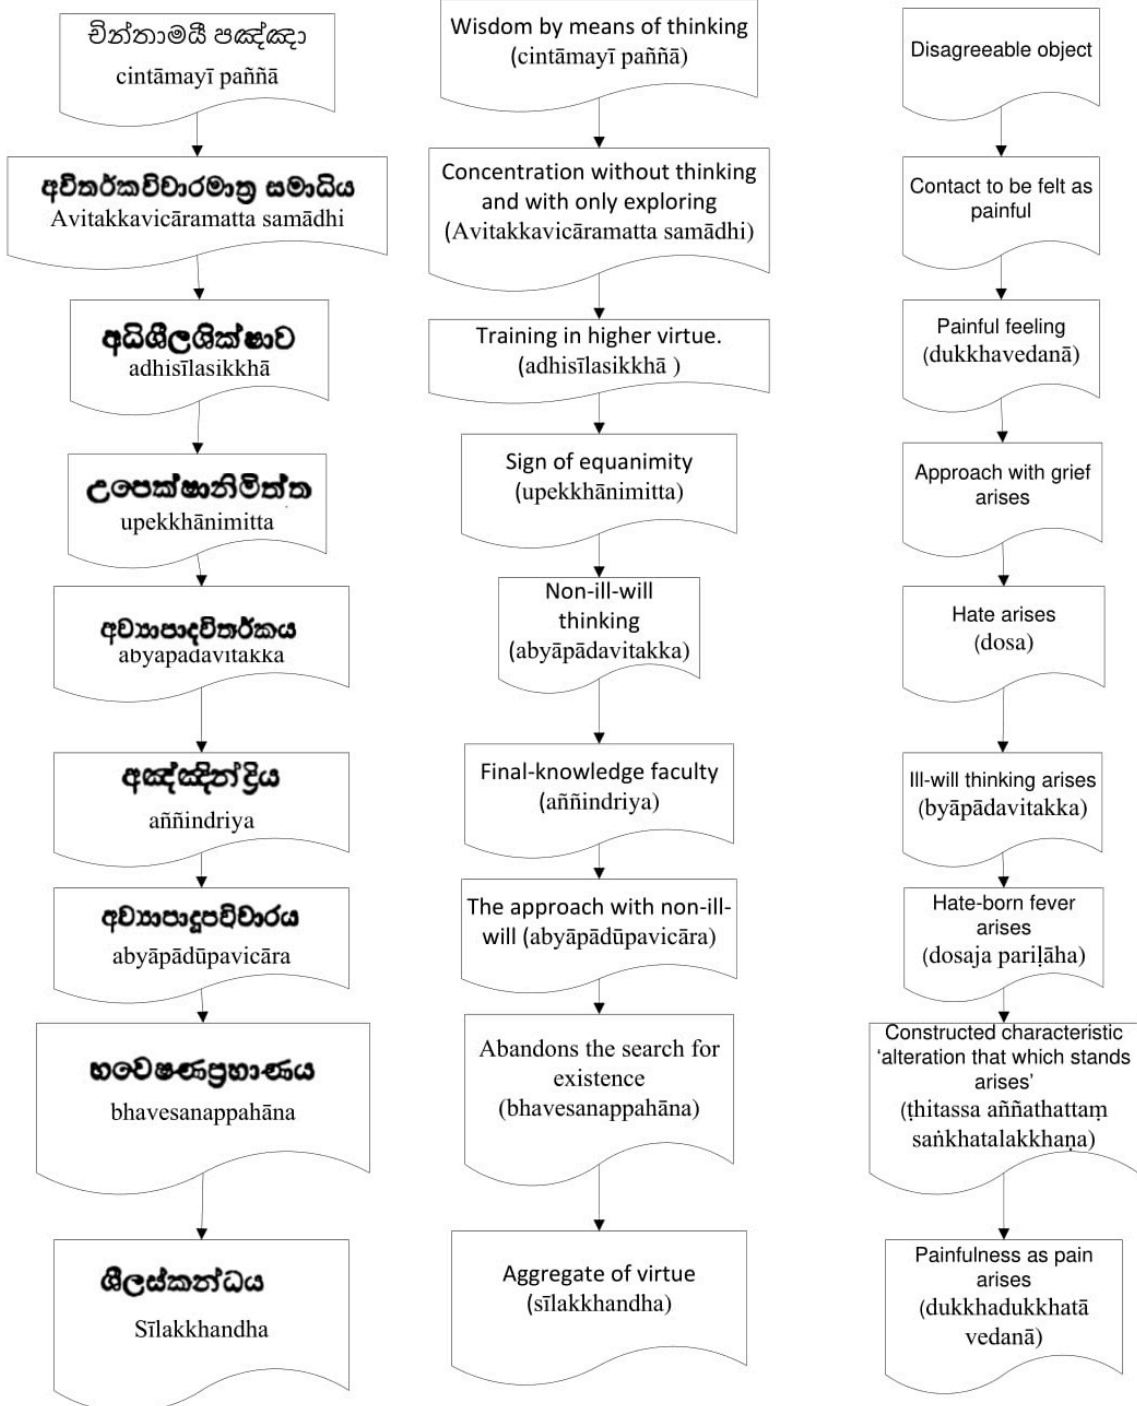 චින්තාමයී පඤ්ඤා
cintāmayī paññā
අවිතර්කවිචාරමාත්‍ර සමාධිය
Avitakkavicāramatta samādhi
අධිශීලශික්ෂාව
adhisīlasikkhā
උපෙක්ෂානිමිත්ත
upekkhānimitta
අව්‍යාපාදවිතර්කය
abyāpādavitakka
අඤ්ඤින්ද්‍රිය
aññindriya
අව්‍යාපාදූපවිචාරය
abyāpādūpavicāra
භවෙෂණප්‍රහාණය
bhavesanappahāna
ශීලස්කන්ධය
Sīlakkhandha
Wisdom by means of thinking
(cintāmayī paññā)
Concentration without thinking
and with only exploring
(Avitakkavicāramatta samādhi)
Training in higher virtue.
(adhisīlasikkhā )
Sign of equanimity
(upekkhānimitta)
Non-ill-will
thinking
(abyāpādavitakka)
Final-knowledge faculty
(aññindriya)
The approach with non-ill-
will (abyāpādūpavicāra)
Abandons the search for
existence
(bhavesanappahāna)
Aggregate of virtue
(sīlakkhandha)
Disagreeable object
Contact to be felt as
painful
Painful feeling
(dukkhavedanā)
Approach with grief
arises
Hate arises
(dosa)
Ill-will thinking arises
(byāpādavitakka)
Hate-born fever
arises
(dosaja pariḷāha)
Constructed characteristic
‘alteration that which stands
arises’
(ṭhitassa aññathattaṃ
saṅkhatalakkhaṇa)
Painfulness as pain
arises
(dukkhadukkhatā
vedanā)